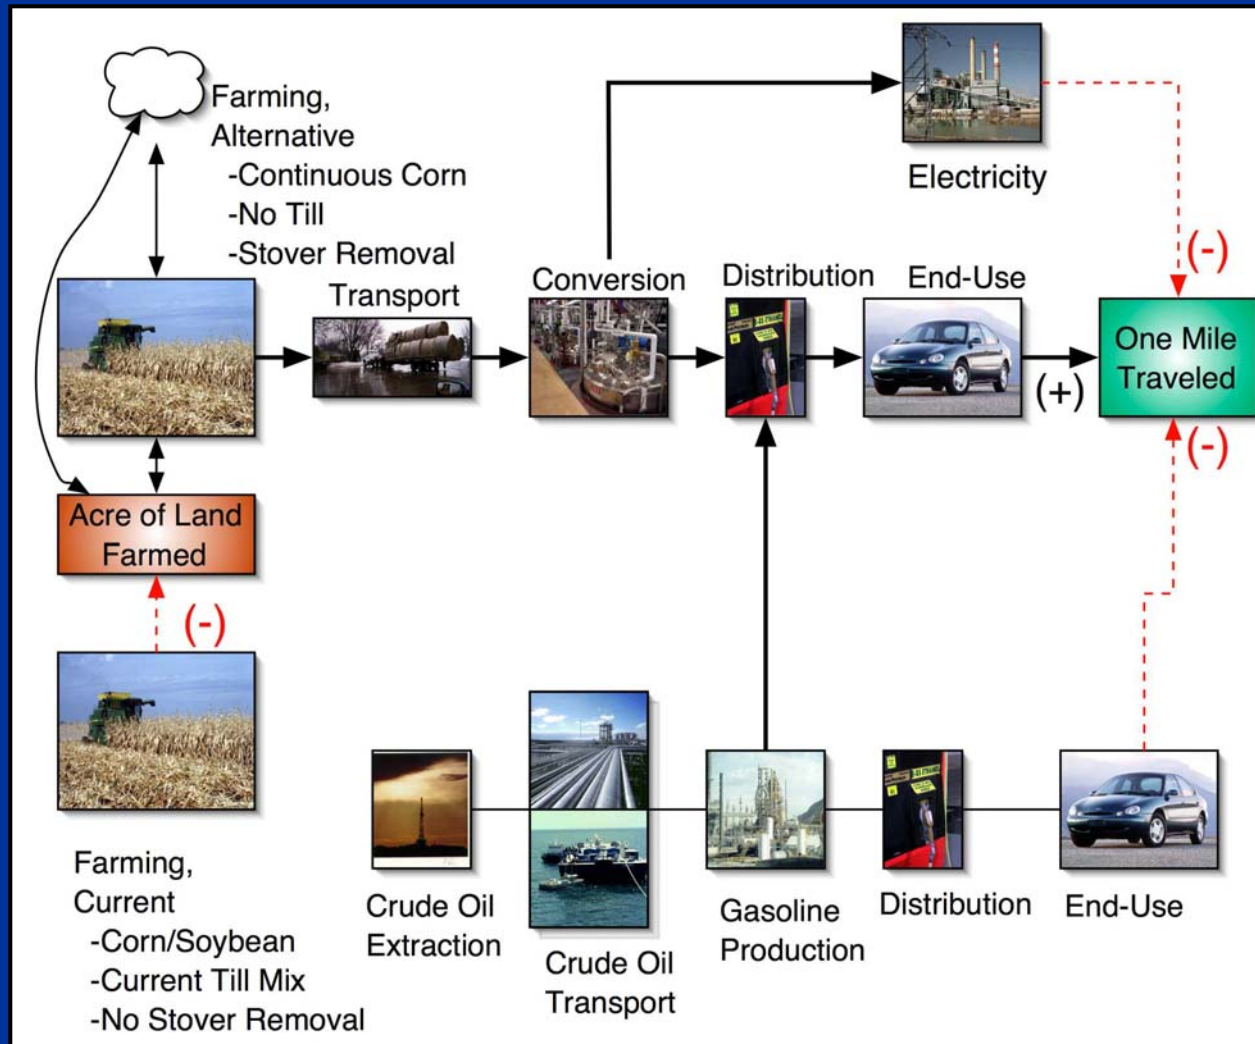 Farming,
Alternative
-Continuous Corn
-No Till
-Stover Removal
Electricity
(-)
Transport
Conversion
Distribution
End-Use
(+)
One Mile
Traveled
(-)
Acre of Land
Farmed
(-)
Farming,
Current
-Corn/Soybean
-Current Till Mix
-No Stover Removal
Crude Oil
Extraction
Crude Oil
Transport
Gasoline
Production
Distribution
End-Use